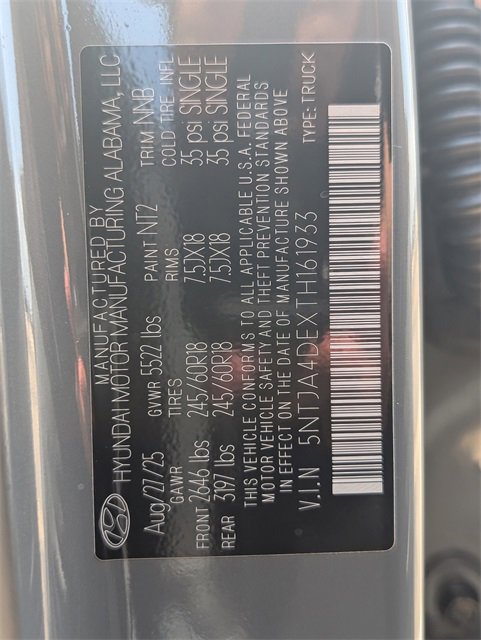 MANUFACTURED BY
HYUNDAI MOTOR MANUFACTURING ALABAMA, LLC
Aug/27/25 GVWR 5522 lbs PAINT NT2 TRIM NNB
GAWR TIRES RIMS COLD TIRE INFL
FRONT 2646 lbs 245/60R18 7.5JX18 35 psi SINGLE
REAR 3197 lbs 245/60R18 7.5JX18 35 psi SINGLE
THIS VEHICLE CONFORMS TO ALL APPLICABLE U.S.A. FEDERAL
MOTOR VEHICLE SAFETY AND THEFT PREVENTION STANDARDS
IN EFFECT ON THE DATE OF MANUFACTURE SHOWN ABOVE
V.I.N 5NTJA4DEXTH161933 TYPE: TRUCK